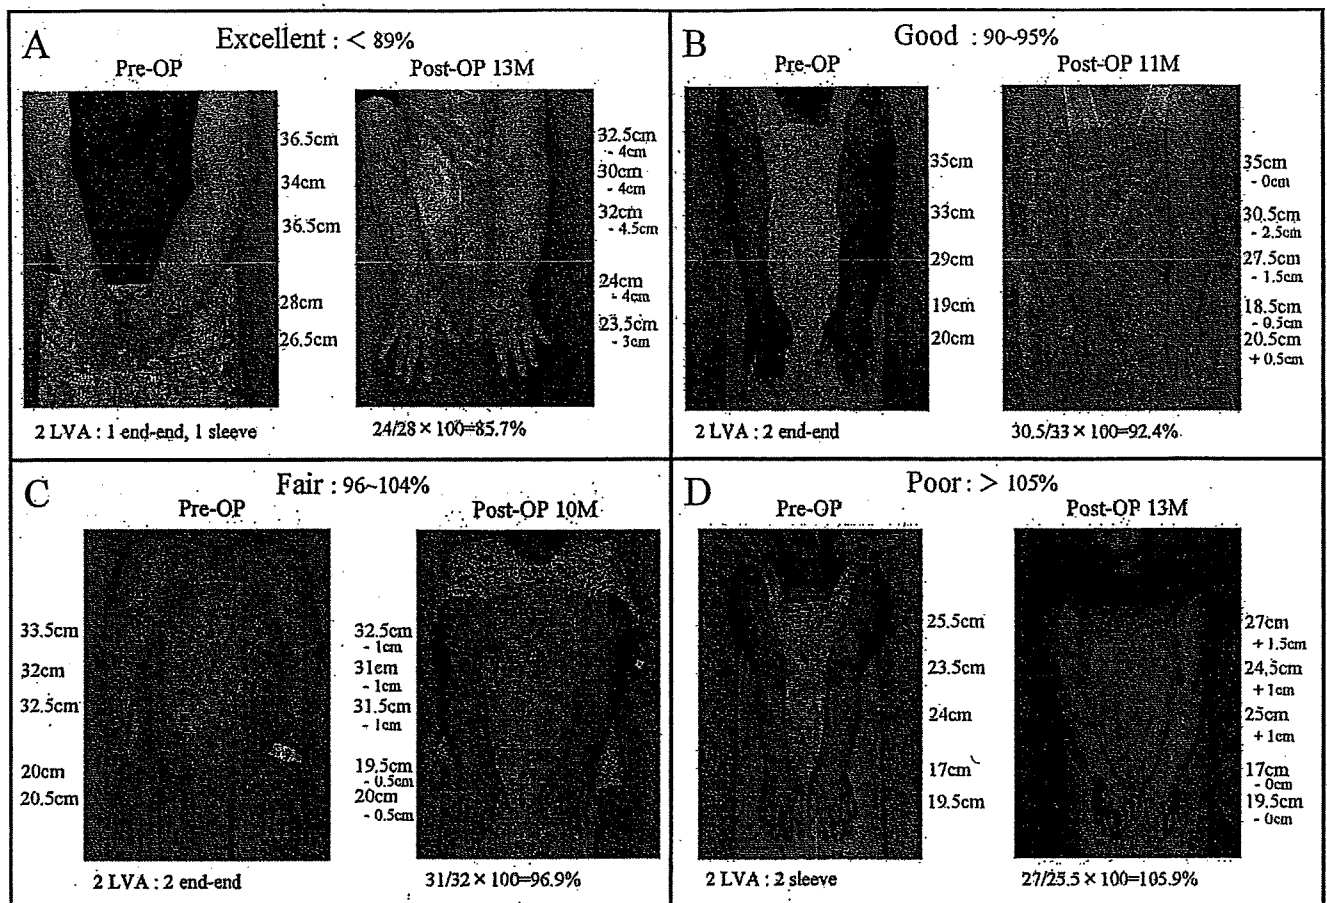 A Excellent : < 89%
Pre-OP
Post-OP 13M
36.5cm
34cm
36.5cm
28cm
26.5cm
32.5cm
- 4cm
30cm
- 4cm
32cm
- 4.5cm
24cm
- 4cm
23.5cm
- 3cm
2 LVA : 1 end-end, 1 sleeve
24/28 × 100=85.7%
B Good : 90~95%
Pre-OP
Post-OP 11M
35cm
33cm
29cm
19cm
20cm
35cm
- 0cm
30.5cm
- 2.5cm
27.5cm
- 1.5cm
18.5cm
- 0.5cm
20.5cm
+ 0.5cm
2 LVA : 2 end-end
30.5/33 × 100=92.4%
C Fair : 96~104%
Pre-OP
Post-OP 10M
33.5cm
32cm
32.5cm
20cm
20.5cm
32.5cm
- 1cm
31cm
- 1cm
31.5cm
- 1cm
19.5cm
- 0.5cm
20cm
- 0.5cm
2 LVA : 2 end-end
31/32 × 100=96.9%
D Poor : > 105%
Pre-OP
Post-OP 13M
25.5cm
23.5cm
24cm
17cm
19.5cm
27cm
+ 1.5cm
24.5cm
+ 1cm
25cm
+ 1cm
17cm
- 0cm
19.5cm
- 0cm
2 LVA : 2 sleeve
27/25.5 × 100=105.9%